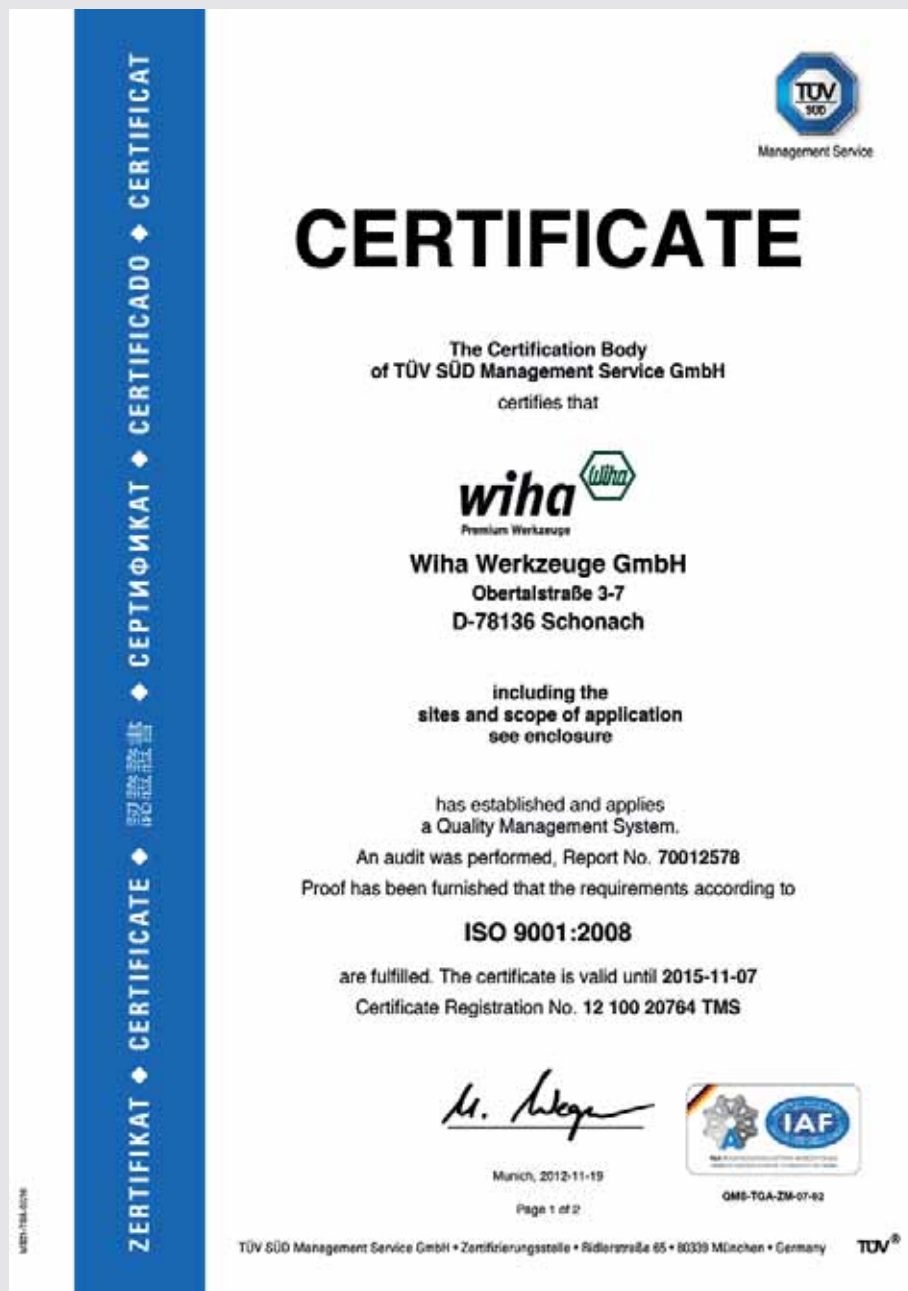 ZERTIFIKAT ◆ CERTIFICATE ◆ 認證證書 ◆ СЕРТИФИКАТ ◆ CERTIFICADO ◆ CERTIFICAT
TÜV
SÜD
Management Service
CERTIFICATE
The Certification Body
of TÜV SÜD Management Service GmbH
certifies that
wiha
wiha
Premium Werkzeuge
Wiha Werkzeuge GmbH
Obertalstraße 3-7
D-78136 Schonach
including the
sites and scope of application
see enclosure
has established and applies
a Quality Management System.
An audit was performed, Report No. 70012578
Proof has been furnished that the requirements according to
ISO 9001:2008
are fulfilled. The certificate is valid until 2015-11-07
Certificate Registration No. 12 100 20764 TMS
IAF
Munich, 2012-11-19
QMS-TGA-ZM-07-92
Page 1 of 2
TÜV SÜD Management Service GmbH • Zertifizierungsstelle • Ridlerstraße 65 • 80339 München • Germany
TÜV®